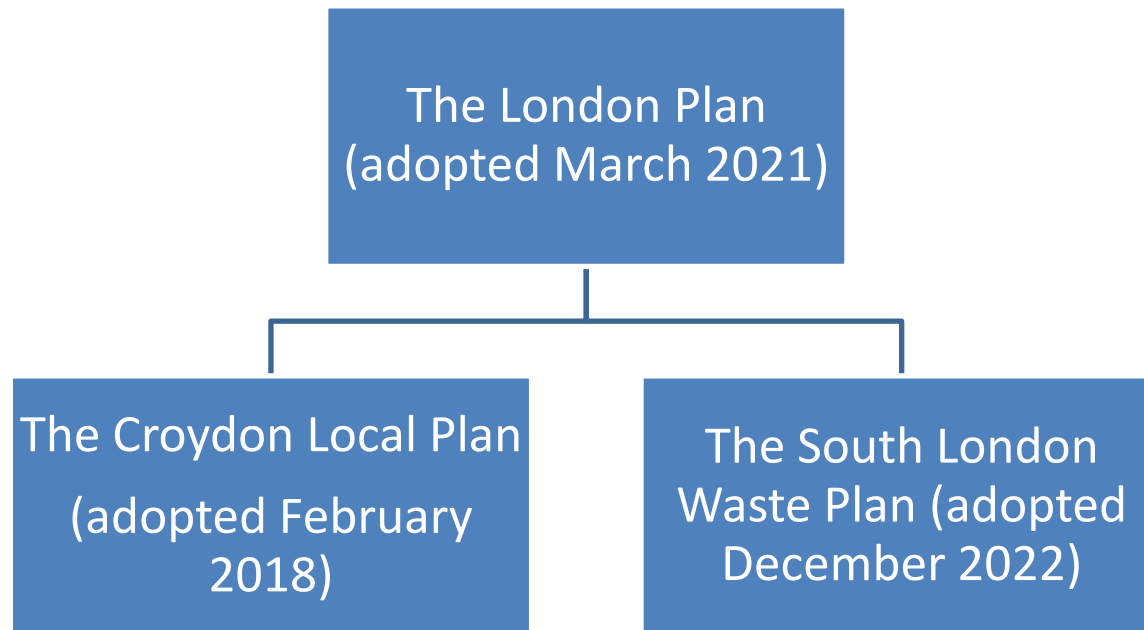 The London Plan
(adopted March 2021)
The Croydon Local Plan
(adopted February
2018)
The South London
Waste Plan (adopted
December 2022)